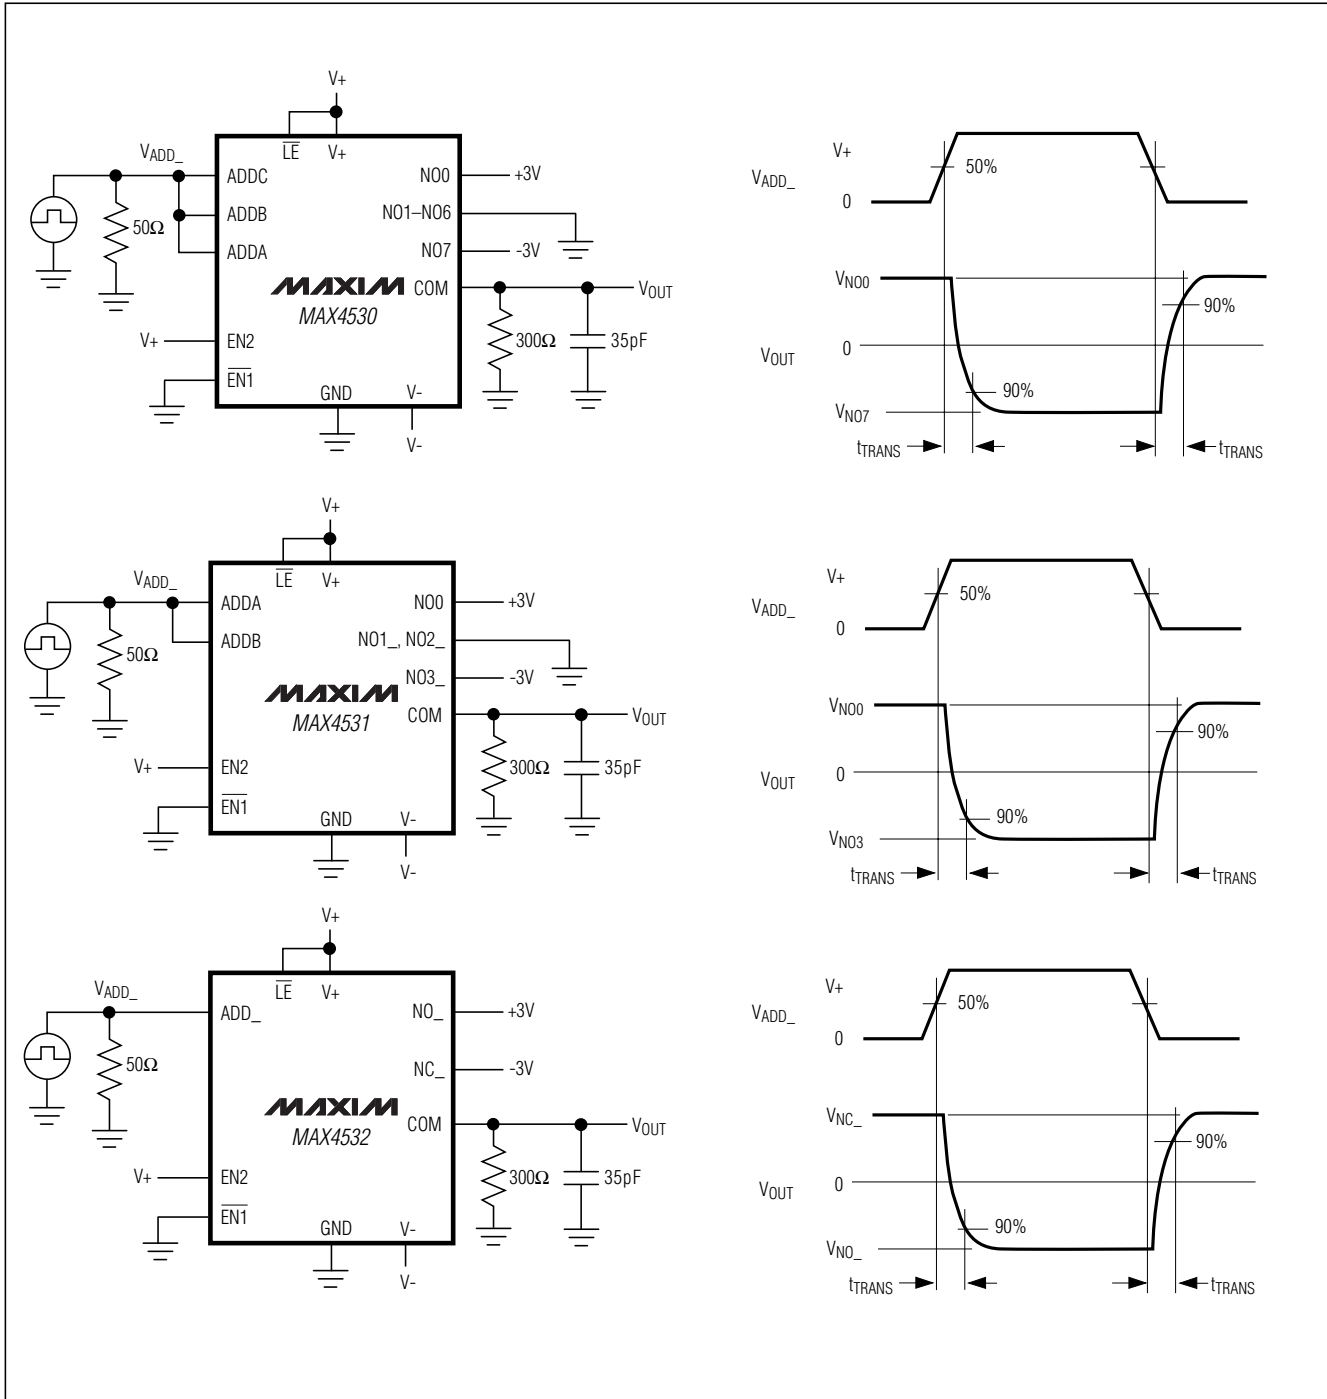 V+
LE V+
VADD_
ADDC
ADDB
ADDA
50Ω
NO0 +3V
NO1–NO6
NO7 -3V
COM VOUT
MAXIM
MAX4530
300Ω 35pF
V+ EN2
EN1
GND V-
V-
V+
VADD_
0
50%
VNO0
90%
VOUT 0
90%
VNO7
tTRANS tTRANS
V+
LE V+
VADD_
ADDA
ADDB
50Ω
NO0 +3V
NO1_, NO2_
NO3_ -3V
COM VOUT
MAXIM
MAX4531
300Ω 35pF
V+ EN2
EN1
GND V-
V-
V+
VADD_
0
50%
VNO0
90%
VOUT 0
90%
VNO3
tTRANS tTRANS
V+
LE V+
VADD_
ADD_
50Ω
NO_ +3V
NC_ -3V
COM VOUT
MAXIM
MAX4532
300Ω 35pF
V+ EN2
EN1
GND V-
V-
V+
VADD_
0
50%
VNC_
90%
VOUT 0
90%
VNO_
tTRANS tTRANS